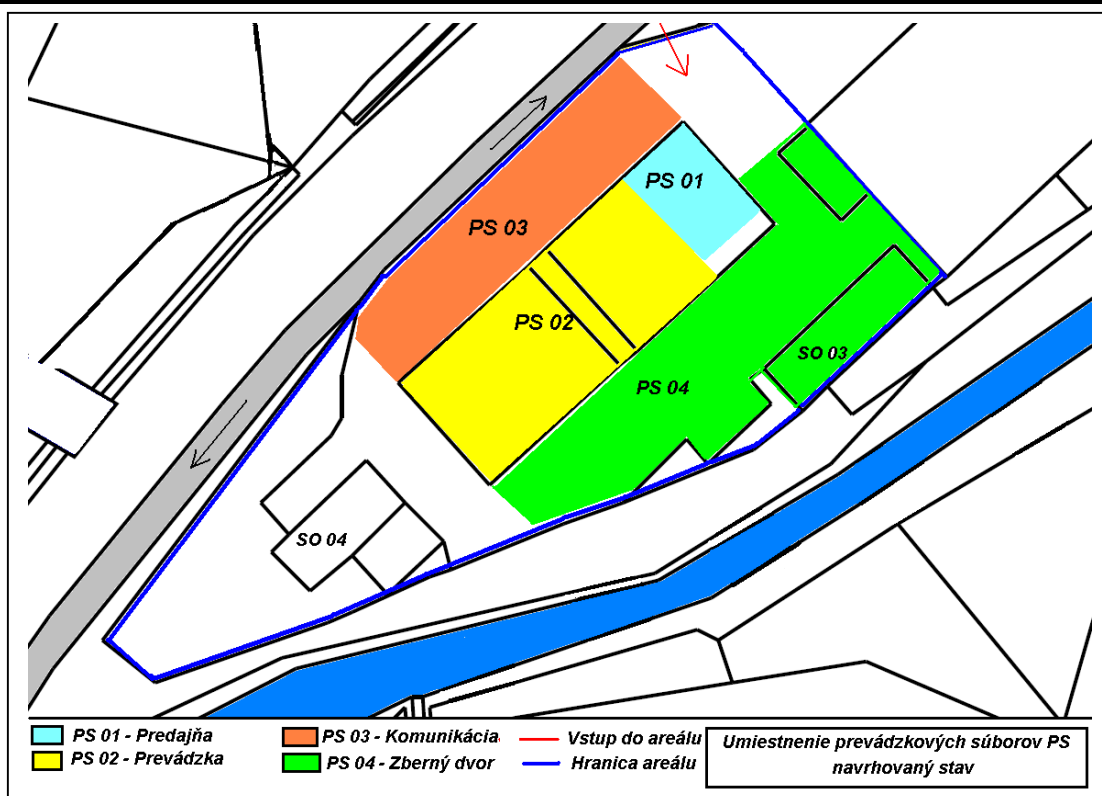 PS 01
PS 03
PS 02
SO 03
PS 04
SO 04
PS 01 - Predajňa
PS 02 - Prevádzka
PS 03 - Komunikácia
PS 04 - Zberný dvor
Vstup do areálu
Hranica areálu
Umiestnenie prevádzkových súborov PS
navrhovaný stav